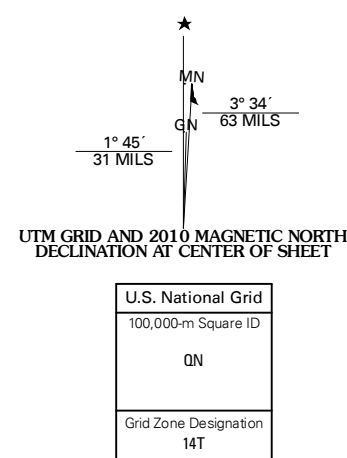 ★
MN
3° 34´
63 MILS
GN
1° 45´
31 MILS
UTM GRID AND 2010 MAGNETIC NORTH
DECLINATION AT CENTER OF SHEET
U.S. National Grid
100,000-m Square ID
QN
Grid Zone Designation
14T